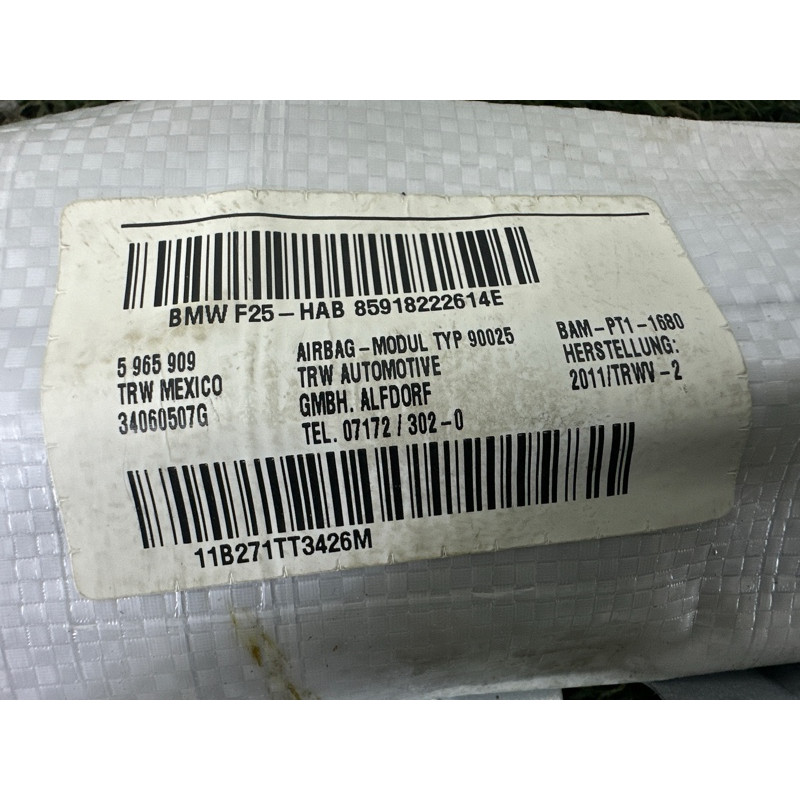 BMW F25-HAB 85918222614E
5 965 909
TRW MEXICO
34060507G
AIRBAG-MODUL TYP 90025
TRW AUTOMOTIVE
GMBH. ALFDORF
TEL. 07172 / 302-0
BAM-PT1-1680
HERSTELLUNG:
2011/TRWV-2
11B271TT3426M